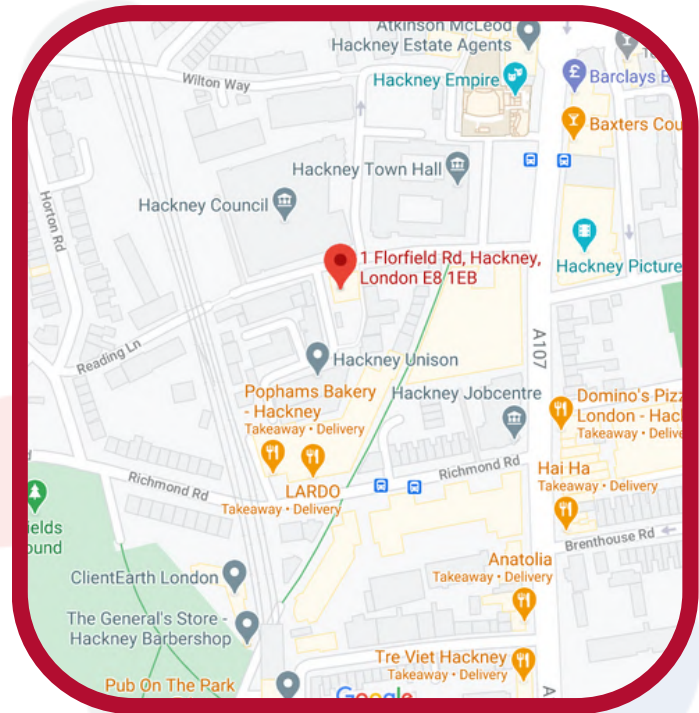 Atkinson McLeod
Hackney Estate Agents
Wilton Way
Hackney Empire
Barclays B
Baxters Cou
Hackney Town Hall
Hackney Council
Horton Rd
1 Florfield Rd, Hackney,
London E8 1EB
Hackney Picture
Reading Ln
A107
Hackney Unison
Pophams Bakery
- Hackney
Takeaway • Delivery
Hackney Jobcentre
Domino's Pizz
London - Hac
Takeaway • Delive
Richmond Rd
Richmond Rd
LARDO
Takeaway • Delivery
Hai Ha
Takeaway • Delivery
ields
ound
Brenthouse Rd
ClientEarth London
Anatolia
Takeaway • Delivery
The General's Store -
Hackney Barbershop
Tre Viet Hackney
Takeaway • Delivery
Pub On The Park
Google
A